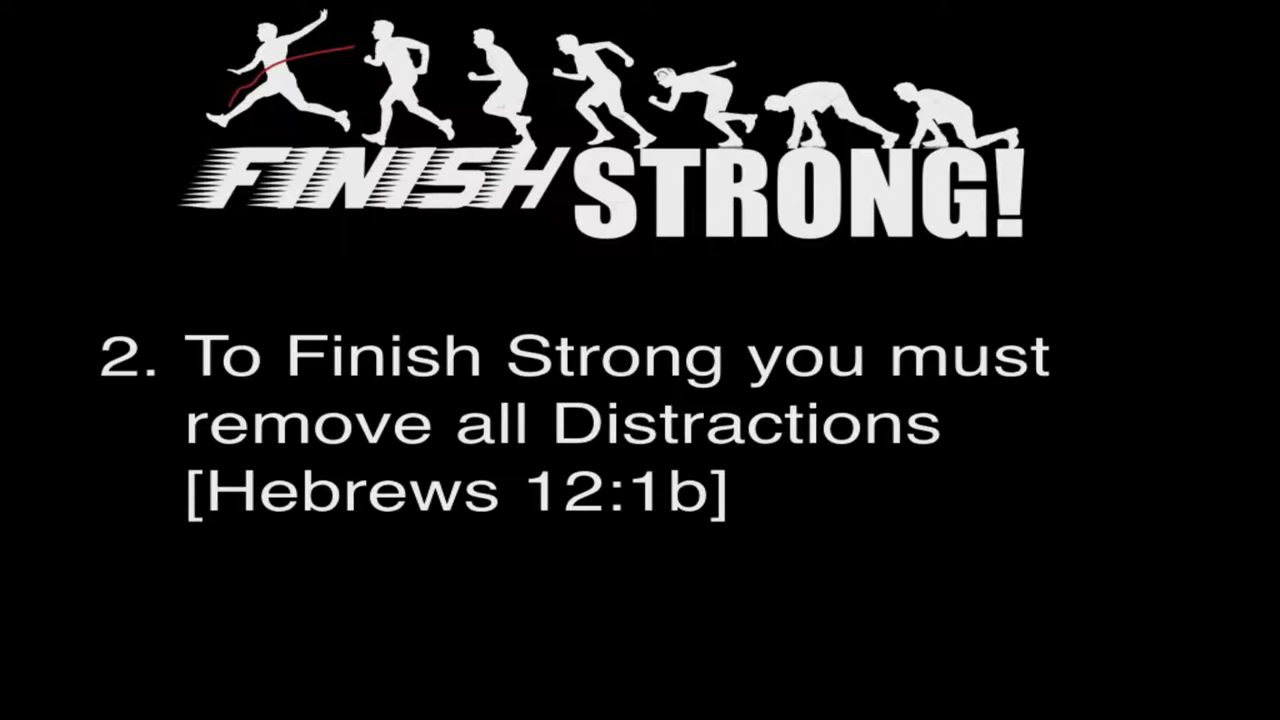 FINISH STRONG!
2. To Finish Strong you must
remove all Distractions
[Hebrews 12:1b]